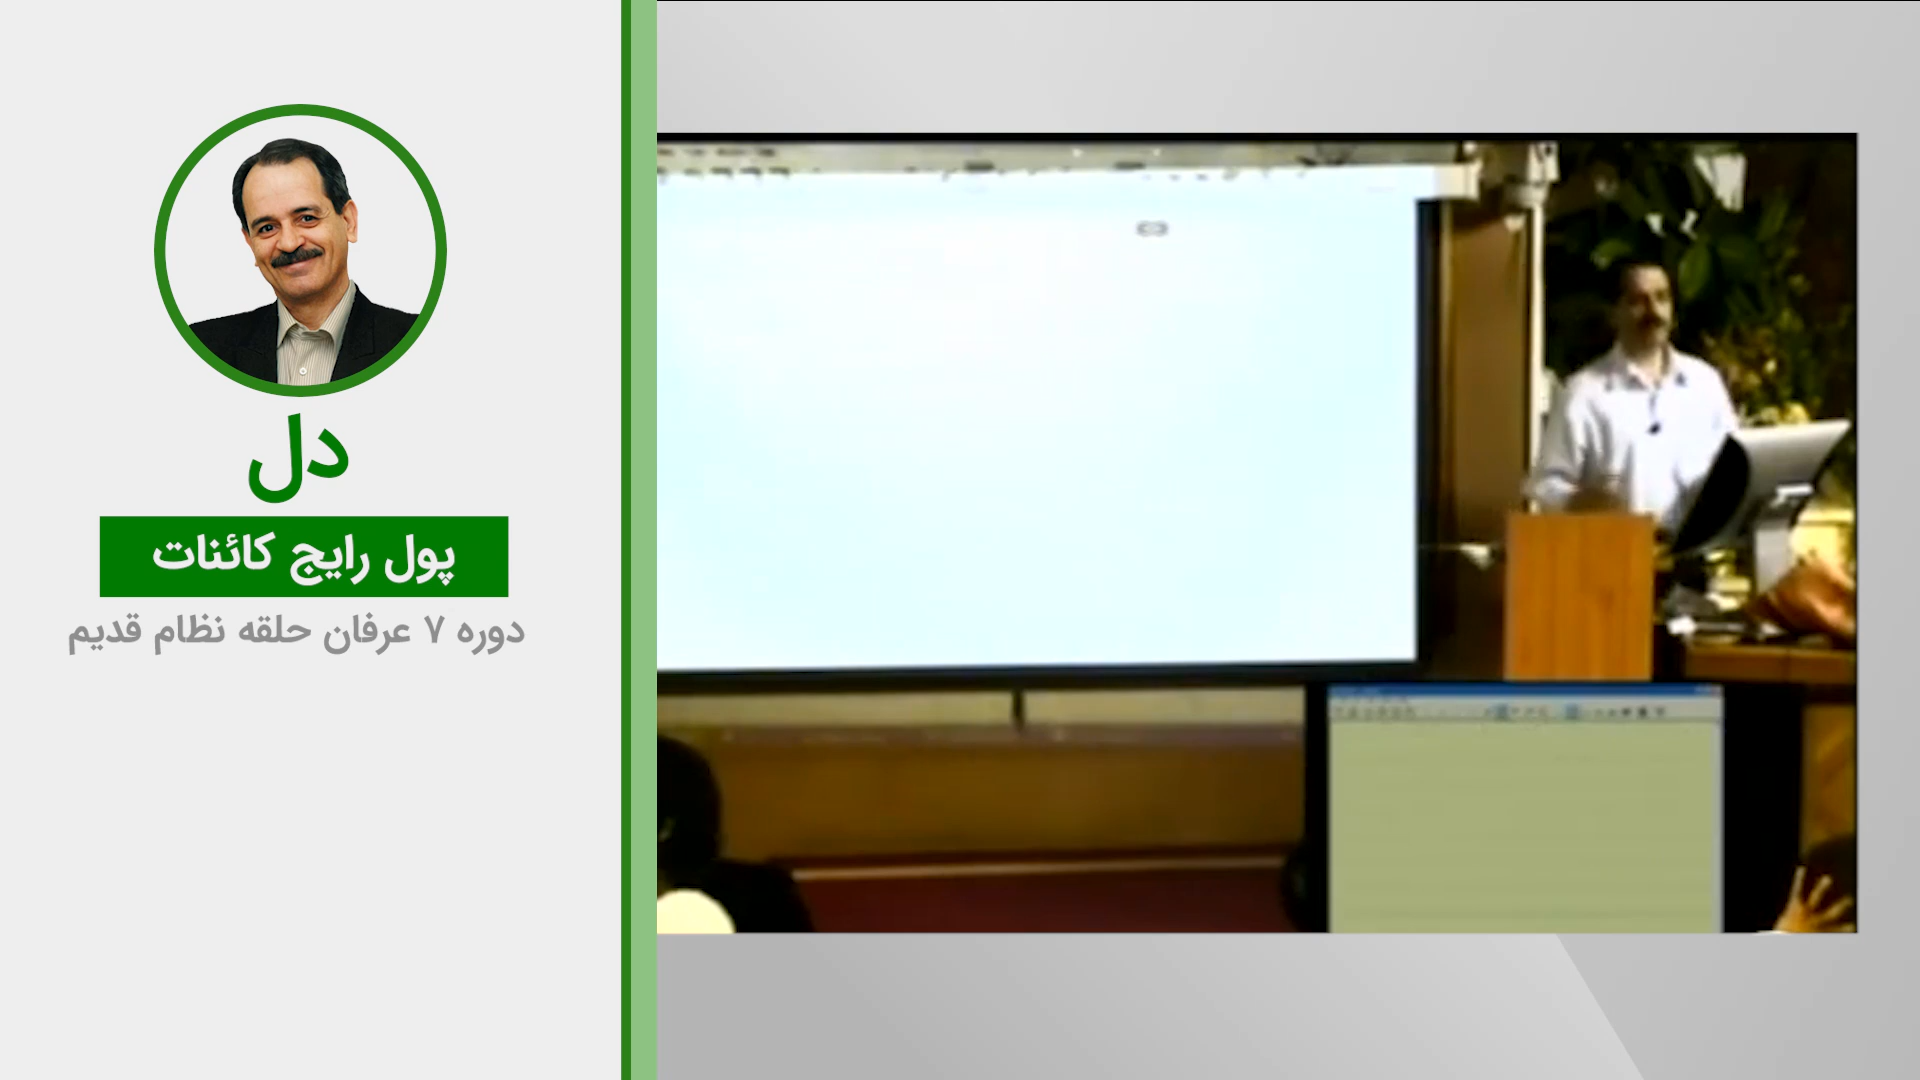 دل
پول رایج کائنات
دوره ۷ عرفان حلقه نظام قدیم